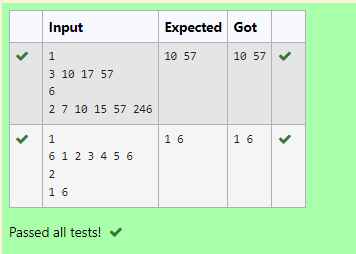 Input Expected Got
1 10 57 10 57
3 10 17 57
6
2 7 10 15 57 246
1 1 6 1 6
6 1 2 3 4 5 6
2
1 6
Passed all tests!